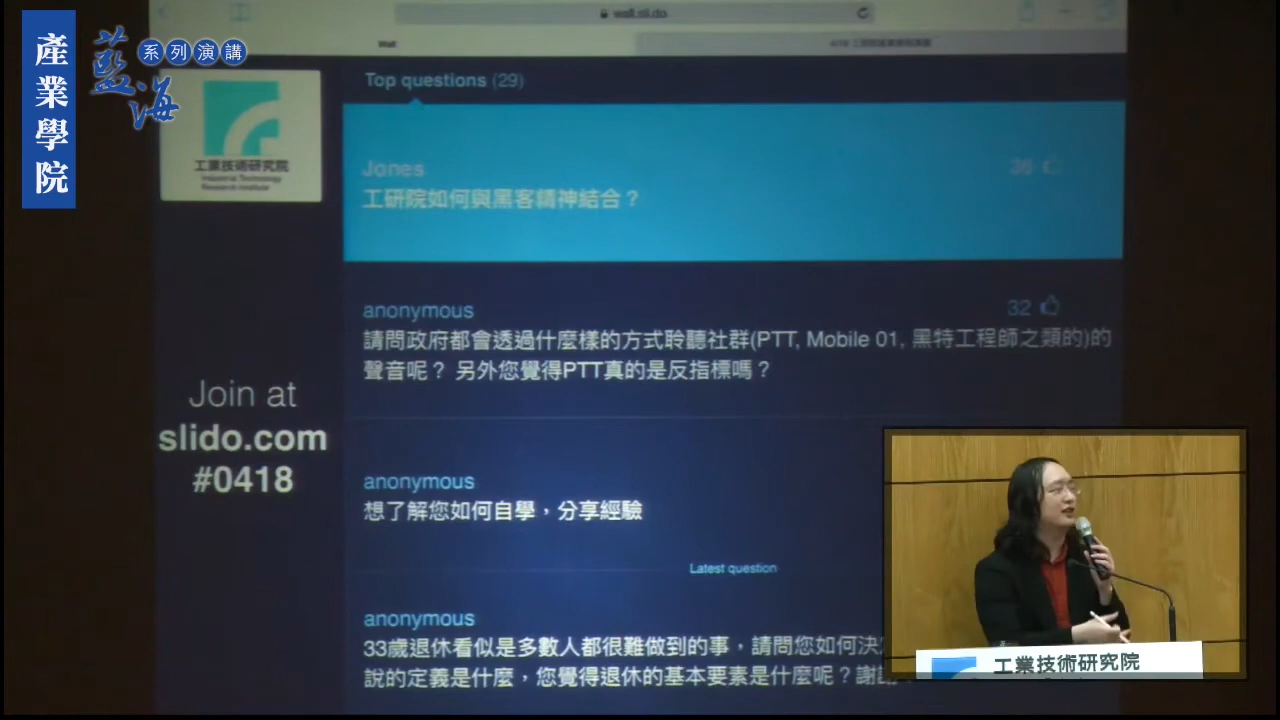 產業學院
藍海
系列演講
wall.sli.do
Wall
工業技術研究院
Industrial Technology
Research Institute
Top questions (29)
Jones
36
工研院如何與黑客精神結合？
anonymous
32
請問政府都會透過什麼樣的方式聆聽社群(PTT, Mobile 01, 黑特工程師之類的)的
聲音呢？ 另外您覺得PTT真的是反指標嗎？
Join at
slido.com
#0418
anonymous
想了解您如何自學，分享經驗
Latest question
anonymous
33歲退休看似是多數人都很難做到的事，請問您如何決
說的定義是什麼，您覺得退休的基本要素是什麼呢？謝
工業技術研究院